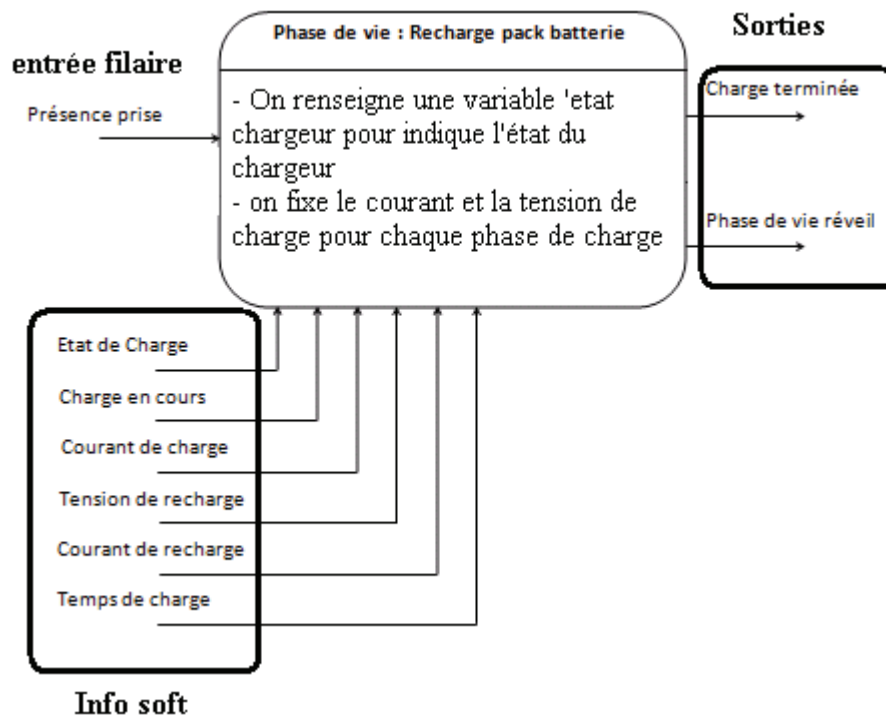 Phase de vie : Recharge pack batterie
Sorties
entrée filaire
Présence prise
- On renseigne une variable 'etat
chargeur pour indique l'état du
chargeur
- on fixe le courant et la tension de
charge pour chaque phase de charge
Charge terminée
Phase de vie réveil
Etat de Charge
Charge en cours
Courant de charge
Tension de recharge
Courant de recharge
Temps de charge
Info soft